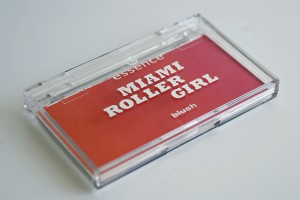 essence
MIAMI
ROLLER
GIRL
blush